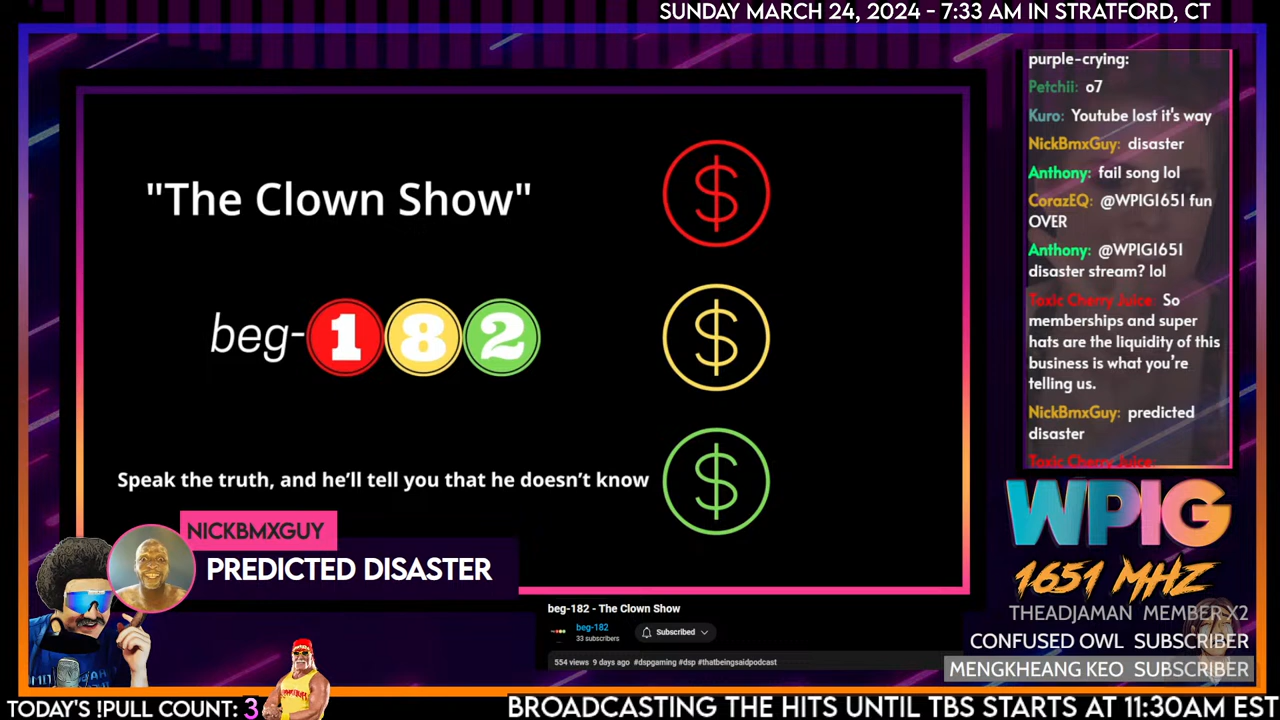 SUNDAY MARCH 24, 2024 - 7:33 AM IN STRATFORD, CT
"The Clown Show"
beg-182
Speak the truth, and he'll tell you that he doesn't know
NICKBMXGUY
PREDICTED DISASTER
beg-182 - The Clown Show
beg-182
33 subscribers
Subscribed
554 views 9 days ago #dspgaming #dsp #thatbeingsaidpodcast
purple-crying:
Petchii: o7
Kuro: Youtube lost it's way
NickBmxGuy: disaster
Anthony: fail song lol
CorazEQ: @WPIG1651 fun
OVER
Anthony: @WPIG1651
disaster stream? lol
Toxic Cherry Juice: So
memberships and super
hats are the liquidity of this
business is what you're
telling us.
NickBmxGuy: predicted
disaster
Toxic Cherry Juice:
WPIG
1651 MHZ
THEADJAMAN MEMBER X2
CONFUSED OWL SUBSCRIBER
MENGKHEANG KEO SUBSCRIBER
TODAY'S !PULL COUNT: 3
BROADCASTING THE HITS UNTIL TBS STARTS AT 11:30AM EST